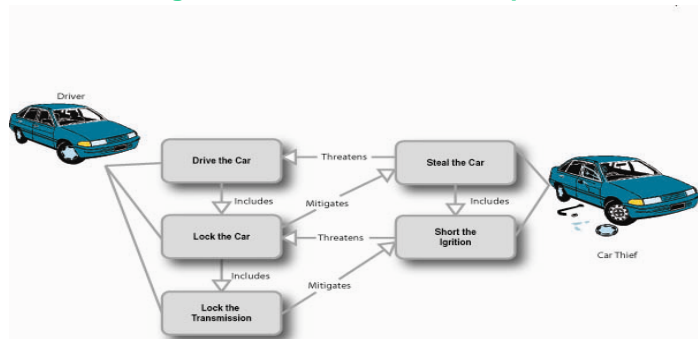 Driver
Drive the Car
Threatens
Steal the Car
Includes
Mitigates
Includes
Lock the Car
Threatens
Short the
Ignition
Car Thief
Includes
Mitigates
Lock the
Transmission